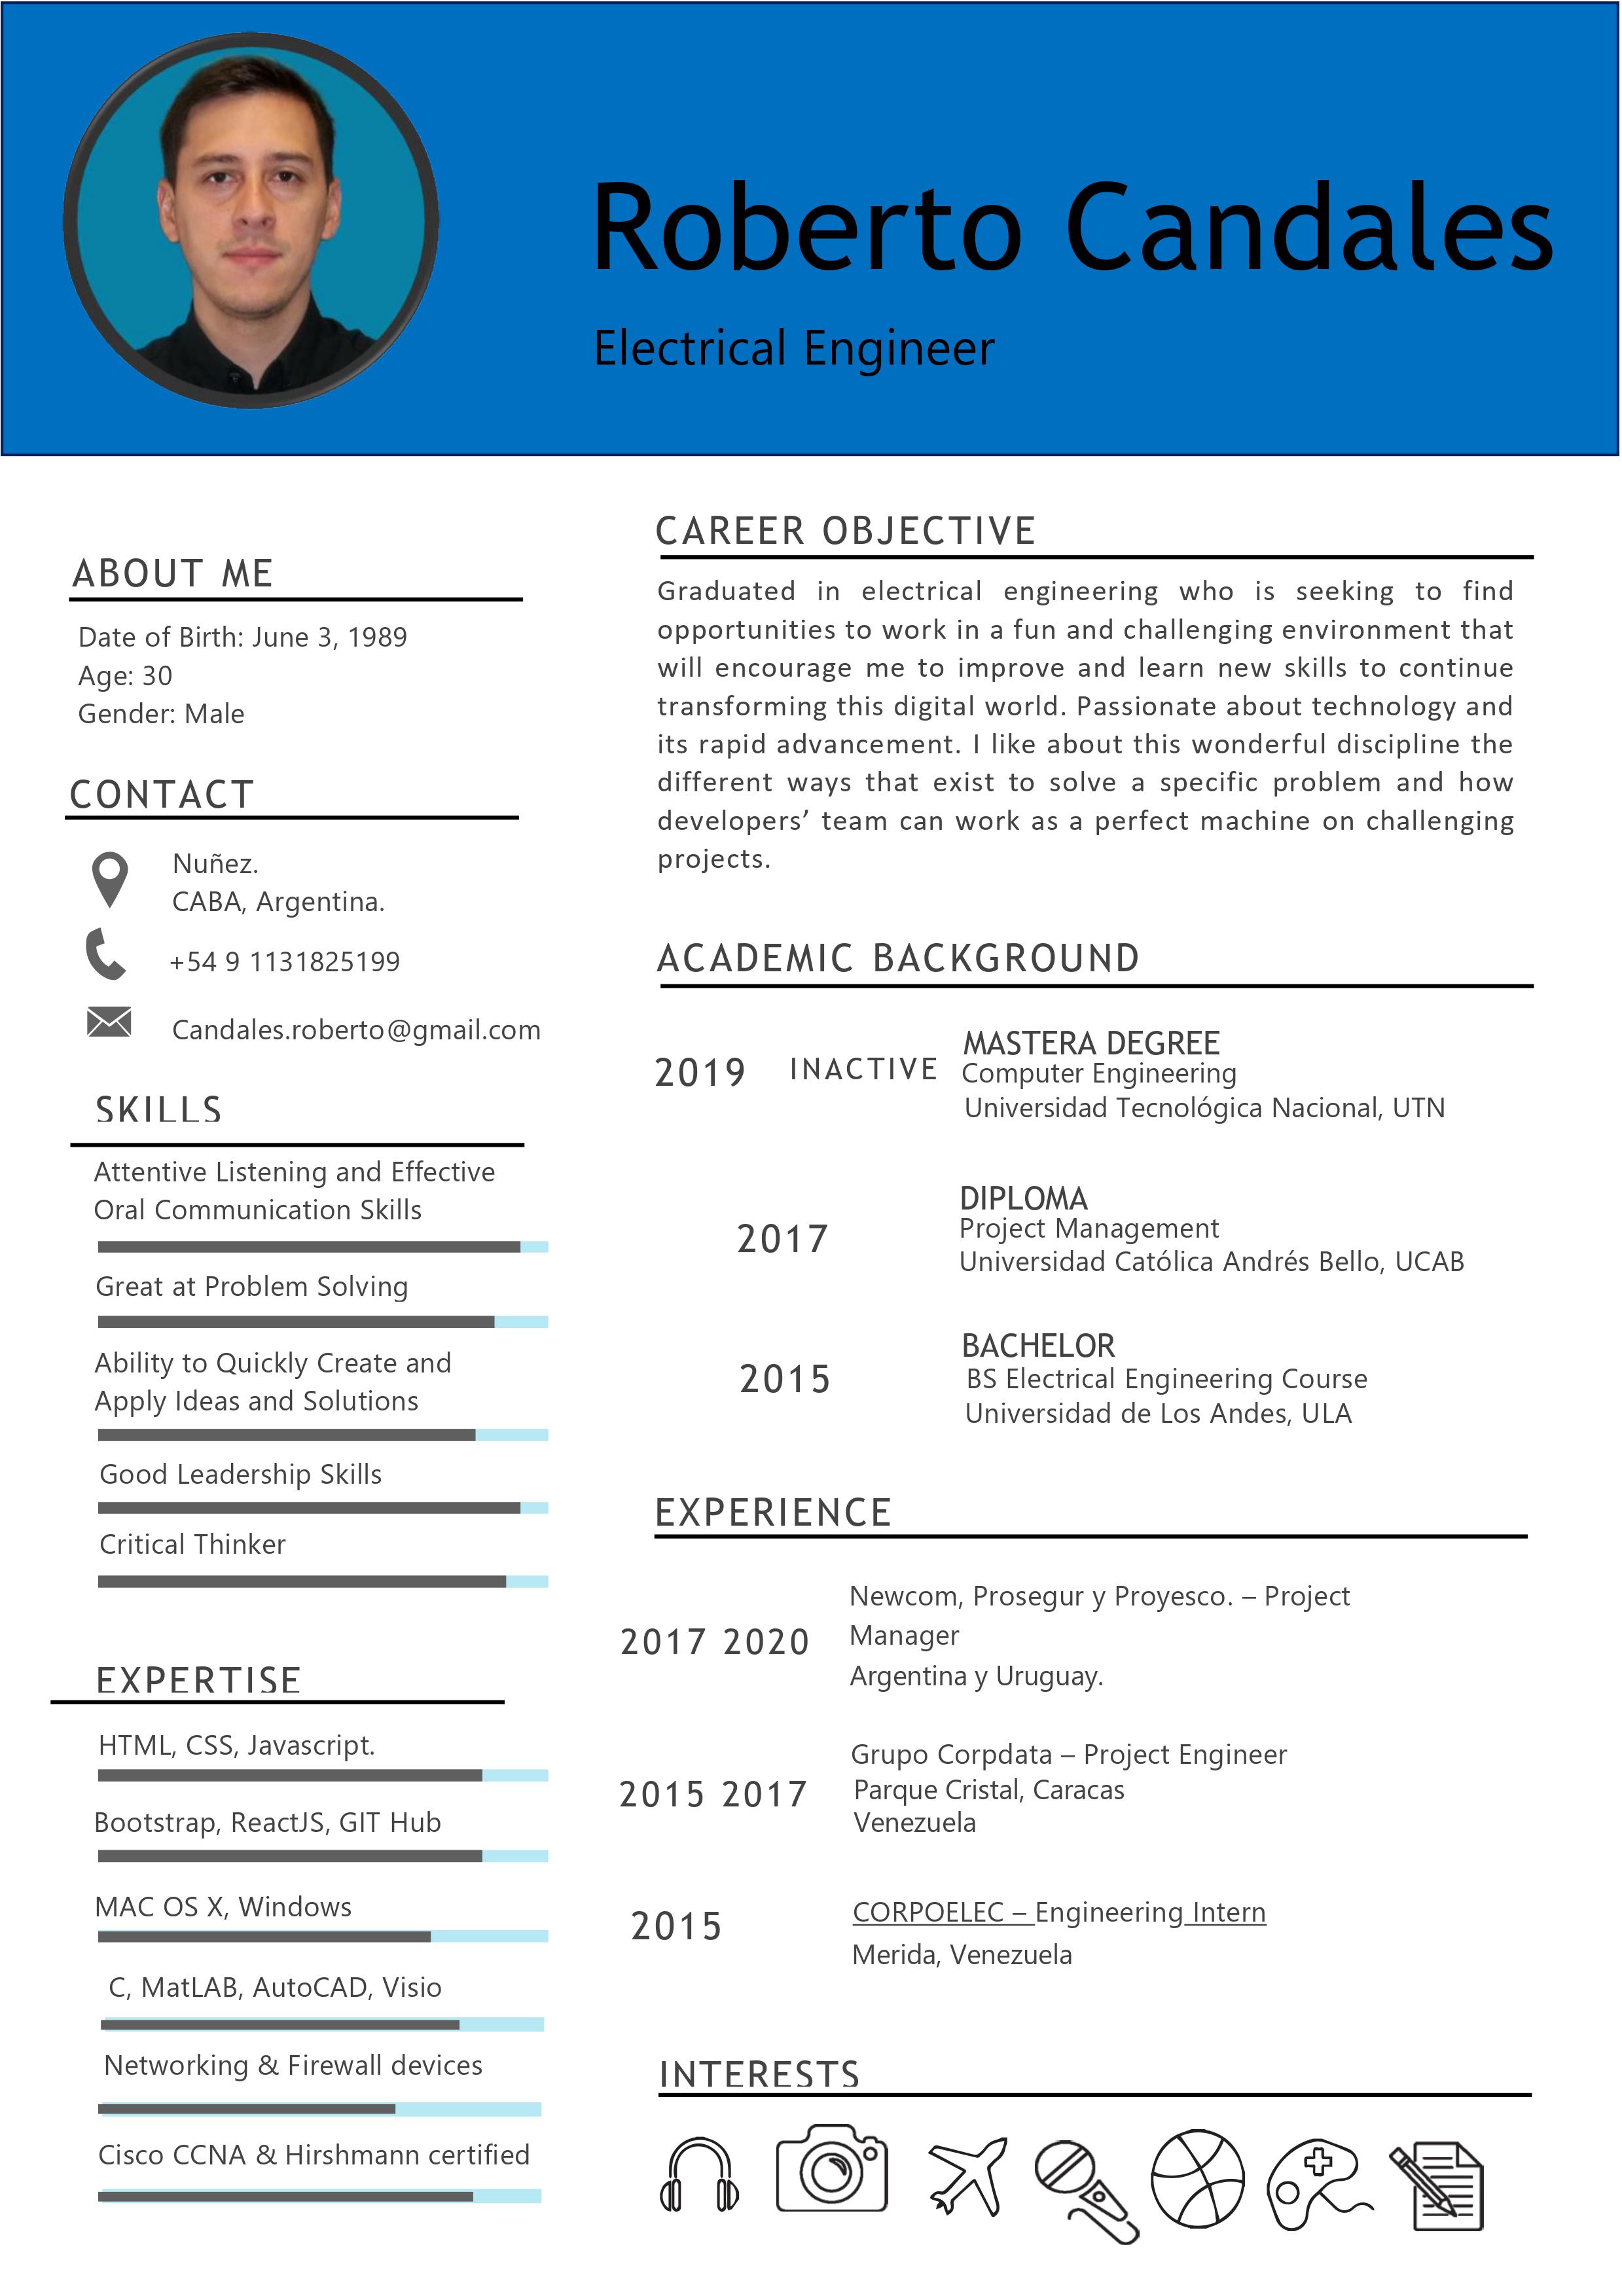 Roberto Candales
Electrical Engineer
ABOUT ME
Date of Birth: June 3, 1989
Age: 30
Gender: Male
CONTACT
Nuñez.
CABA, Argentina.
+54 9 1131825199
Candales.roberto@gmail.com
SKILLS
Attentive Listening and Effective
Oral Communication Skills
Great at Problem Solving
Ability to Quickly Create and
Apply Ideas and Solutions
Good Leadership Skills
Critical Thinker
EXPERTISE
HTML, CSS, Javascript.
Bootstrap, ReactJS, GIT Hub
MAC OS X, Windows
C, MatLAB, AutoCAD, Visio
Networking & Firewall devices
Cisco CCNA & Hirshmann certified
CAREER OBJECTIVE
Graduated in electrical engineering who is seeking to find
opportunities to work in a fun and challenging environment that
will encourage me to improve and learn new skills to continue
transforming this digital world. Passionate about technology and
its rapid advancement. I like about this wonderful discipline the
different ways that exist to solve a specific problem and how
developers’ team can work as a perfect machine on challenging
projects.
ACADEMIC BACKGROUND
2019 INACTIVE
MASTERA DEGREE
Computer Engineering
Universidad Tecnológica Nacional, UTN
2017
DIPLOMA
Project Management
Universidad Católica Andrés Bello, UCAB
2015
BACHELOR
BS Electrical Engineering Course
Universidad de Los Andes, ULA
EXPERIENCE
2017 2020
Newcom, Prosegur y Proyesco. – Project
Manager
Argentina y Uruguay.
2015 2017
Grupo Corpdata – Project Engineer
Parque Cristal, Caracas
Venezuela
2015
CORPOELEC – Engineering Intern
Merida, Venezuela
INTERESTS